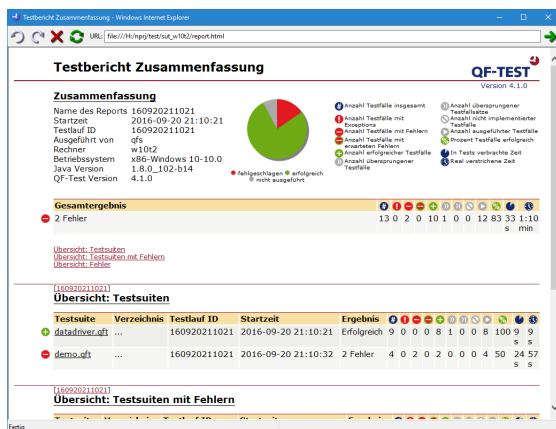 Testbericht Zusammenfassung - Windows Internet Explorer
URL: file:///H:/npj/test/sut_w10t2/report.html
Testbericht Zusammenfassung
QF-TEST
Version 4.1.0
Zusammenfassung
Name des Reports 160920211021
Startzeit 2016-09-20 21:10:21
Testlauf ID 160920211021
Ausgeführt von qfs
Rechner w10t2
Betriebssystem x86-Windows 10-10.0
Java Version 1.8.0_102-b14
QF-Test Version 4.1.0
fehlgeschlagen erfolgreich
nicht ausgeführt
Anzahl Testfälle insgesamt
Anzahl Testfälle mit
Exceptions
Anzahl Testfälle mit Fehlern
Anzahl Testfälle mit
erwarteten Fehlern
Anzahl erfolgreicher Testfälle
Anzahl übersprungener
Testfälle
Anzahl übersprungener
Testfallsätze
Anzahl nicht implementierter
Testfälle
Anzahl ausgeführter Testfälle
Prozent Testfälle erfolgreich
In Tests verbrachte Zeit
Real verstrichene Zeit
Gesamtergebnis
2 Fehler 13 0 2 0 10 1 0 0 12 83 33 1:10
s min
Übersicht: Testsuiten
Übersicht: Testsuiten mit Fehlern
Übersicht: Fehler
[160920211021]
Übersicht: Testsuiten
Testsuite Verzeichnis Testlauf ID Startzeit Ergebnis
datadriver.qft ... 160920211021 2016-09-20 21:10:21 Erfolgreich 9 0 0 0 8 1 0 0 8 100 9 9
s s
demo.qft ... 160920211021 2016-09-20 21:10:32 2 Fehler 4 0 2 0 2 0 0 0 4 50 24 57
s s
[160920211021]
Übersicht: Testsuiten mit Fehlern
Fertig